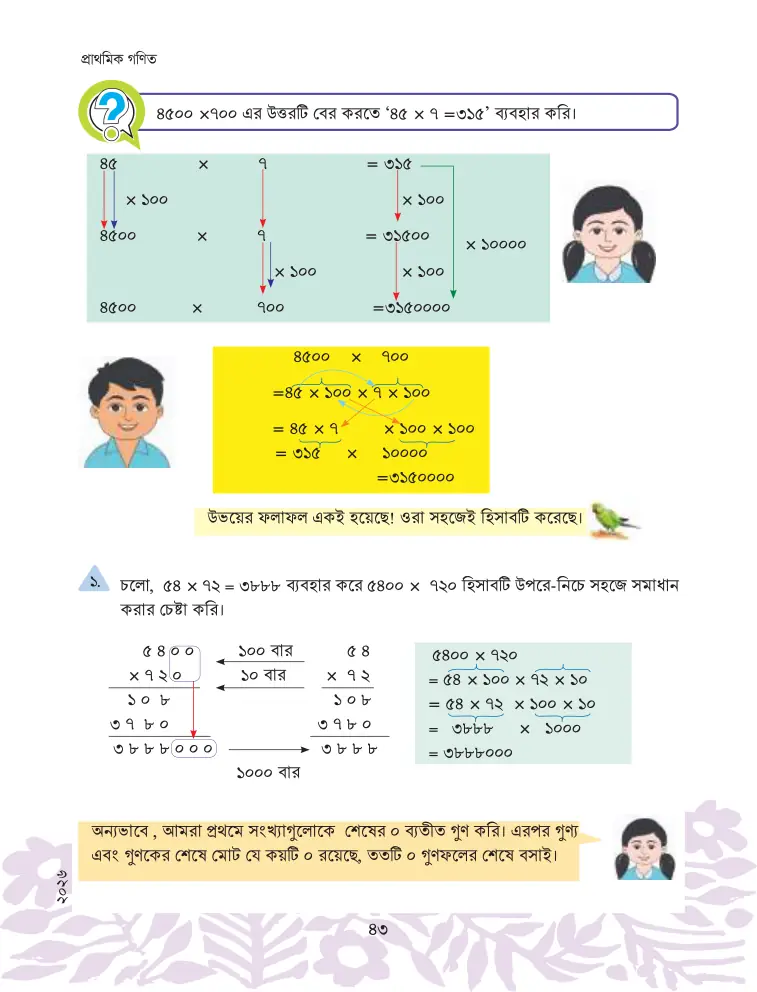 প্রাথমিক গণিত
৪৫০০ ×৭০০ এর উত্তরটি বের করতে ‘৪৫ × ৭ =৩১৫’ ব্যবহার করি।
৪৫ × ৭ = ৩১৫
× ১০০ × ১০০
৪৫০০ × ৭ = ৩১৫০০
× ১০০০০
× ১০০ × ১০০
৪৫০০ × ৭০০ =৩১৫০০০০
৪৫০০ × ৭০০
=৪৫ × ১০০ × ৭ × ১০০
= ৪৫ × ৭ × ১০০ × ১০০
= ৩১৫ × ১০০০০
=৩১৫০০০০
উভয়ের ফলাফল একই হয়েছে! ওরা সহজেই হিসাবটি করেছে।
১. চলো, ৫৪ × ৭২ = ৩৮৮৮ ব্যবহার করে ৫৪০০ × ৭২০ হিসাবটি উপরে-নিচে সহজে সমাধান
করার চেষ্টা করি।
৫ ৪ ০ ০ ১০০ বার ৫ ৪
× ৭ ২ ০ ১০ বার × ৭ ২
১ ০ ৮ ১ ০ ৮
৩ ৭ ৮ ০ ৩ ৭ ৮ ০
৩ ৮ ৮ ৮ ০ ০ ০ ৩ ৮ ৮ ৮
১০০০ বার
৫৪০০ × ৭২০
= ৫৪ × ১০০ × ৭২ × ১০
= ৫৪ × ৭২ × ১০০ × ১০
= ৩৮৮৮ × ১০০০
= ৩৮৮৮০০০
অন্যভাবে , আমরা প্রথমে সংখ্যাগুলোকে শেষের ০ ব্যতীত গুণ করি। এরপর গুণ্য
এবং গুণকের শেষে মোট যে কয়টি ০ রয়েছে, ততটি ০ গুণফলের শেষে বসাই।
২০২৬
৪৩